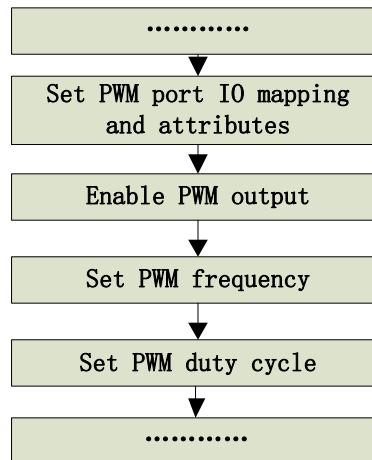 ............
Set PWM port IO mapping
and attributes
Enable PWM output
Set PWM frequency
Set PWM duty cycle
............